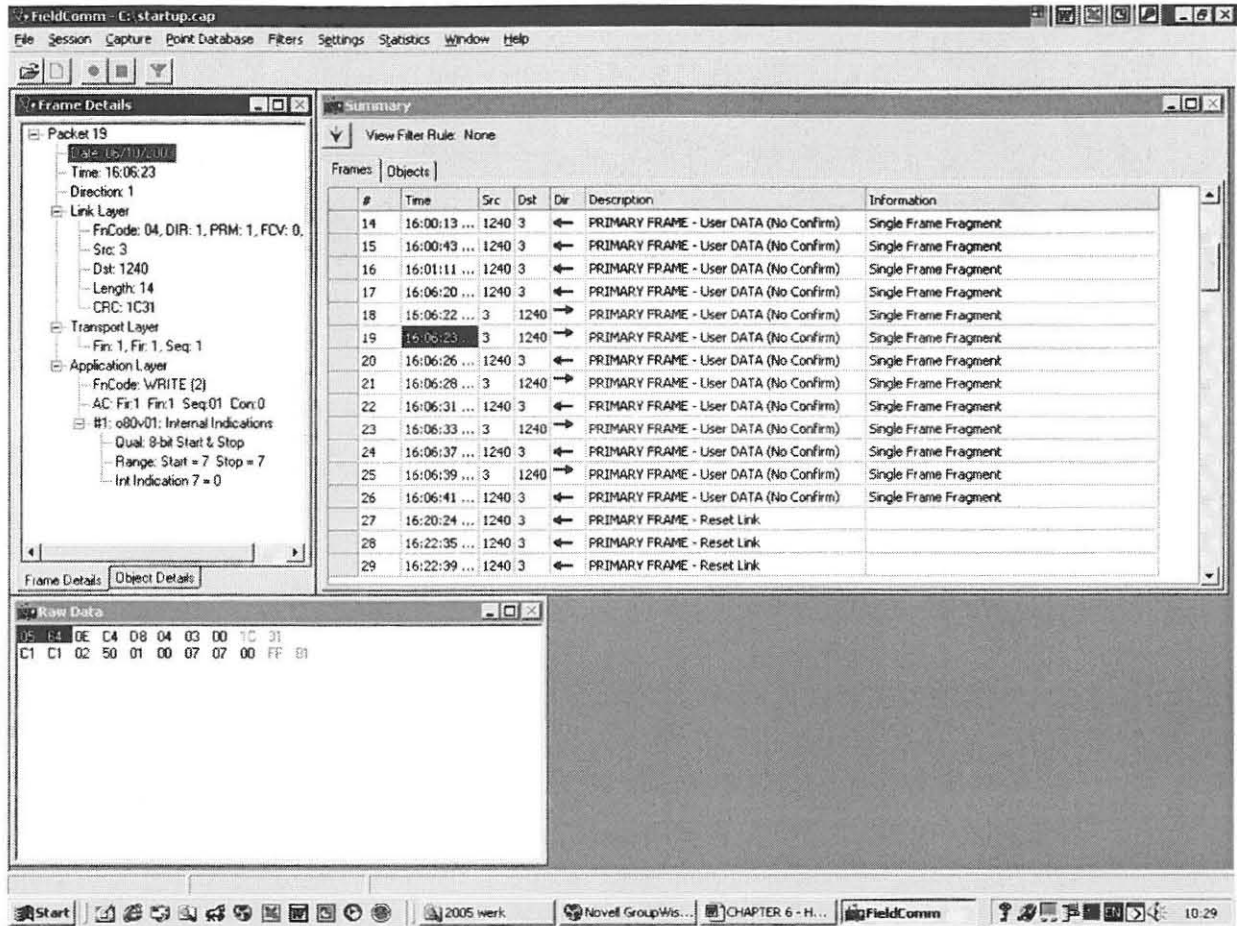 FieldComm - C:\startup.cap
File Session Capture Point Database Filters Settings Statistics Window Help
Frame Details
Packet 19
Time: 16:06:23
Direction: 1
Link Layer
FnCode: 04, DIR: 1, PRM: 1, FCV: 0,
Src: 3
Dst: 1240
Length: 14
CRC: 1C31
Transport Layer
Fin: 1, Fir: 1, Seq: 1
Application Layer
FnCode: WRITE (2)
AC: Fir:1 Fin:1 Seq:01 Con:0
#1: o80v01: Internal Indications
Qual: 8-bit Start & Stop
Range: Start = 7 Stop = 7
Int Indication 7 = 0
Frame Details Object Details
Summary
View Filter Rule: None
Frames Objects
# Time Src Dst Dir Description Information
14 16:00:13 ... 1240 3 PRIMARY FRAME - User DATA (No Confirm) Single Frame Fragment
15 16:00:43 ... 1240 3 PRIMARY FRAME - User DATA (No Confirm) Single Frame Fragment
16 16:01:11 ... 1240 3 PRIMARY FRAME - User DATA (No Confirm) Single Frame Fragment
17 16:06:20 ... 1240 3 PRIMARY FRAME - User DATA (No Confirm) Single Frame Fragment
18 16:06:22 ... 3 1240 PRIMARY FRAME - User DATA (No Confirm) Single Frame Fragment
19 16:06:23 ... 3 1240 PRIMARY FRAME - User DATA (No Confirm) Single Frame Fragment
20 16:06:26 ... 1240 3 PRIMARY FRAME - User DATA (No Confirm) Single Frame Fragment
21 16:06:28 ... 3 1240 PRIMARY FRAME - User DATA (No Confirm) Single Frame Fragment
22 16:06:31 ... 1240 3 PRIMARY FRAME - User DATA (No Confirm) Single Frame Fragment
23 16:06:33 ... 3 1240 PRIMARY FRAME - User DATA (No Confirm) Single Frame Fragment
24 16:06:37 ... 1240 3 PRIMARY FRAME - User DATA (No Confirm) Single Frame Fragment
25 16:06:39 ... 3 1240 PRIMARY FRAME - User DATA (No Confirm) Single Frame Fragment
26 16:06:41 ... 1240 3 PRIMARY FRAME - User DATA (No Confirm) Single Frame Fragment
27 16:20:24 ... 1240 3 PRIMARY FRAME - Reset Link
28 16:22:35 ... 1240 3 PRIMARY FRAME - Reset Link
29 16:22:39 ... 1240 3 PRIMARY FRAME - Reset Link
Raw Data
05 64 0E C4 D8 04 03 00 1C 31
C1 C1 02 50 01 00 07 07 00 FF
Start 2005 werk Novell GroupWis... CHAPTER 6 - H... FieldComm 10:29